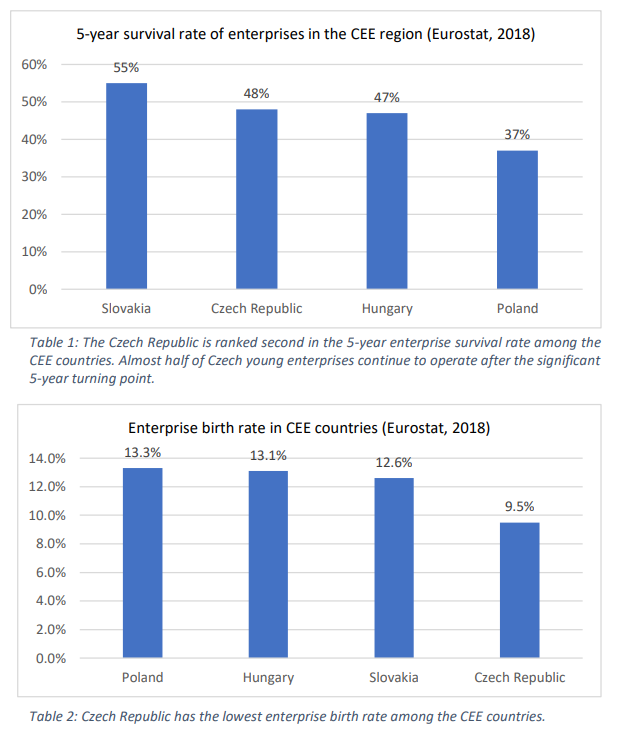 5-year survival rate of enterprises in the CEE region (Eurostat, 2018)
60%
55%
50%
48%
47%
40%
37%
30%
20%
10%
0%
Slovakia Czech Republic Hungary Poland
Table 1: The Czech Republic is ranked second in the 5-year enterprise survival rate among the
CEE countries. Almost half of Czech young enterprises continue to operate after the significant
5-year turning point.
Enterprise birth rate in CEE countries (Eurostat, 2018)
14.0%
13.3%
13.1%
12.6%
12.0%
10.0%
9.5%
8.0%
6.0%
4.0%
2.0%
0.0%
Poland Hungary Slovakia Czech Republic
Table 2: Czech Republic has the lowest enterprise birth rate among the CEE countries.